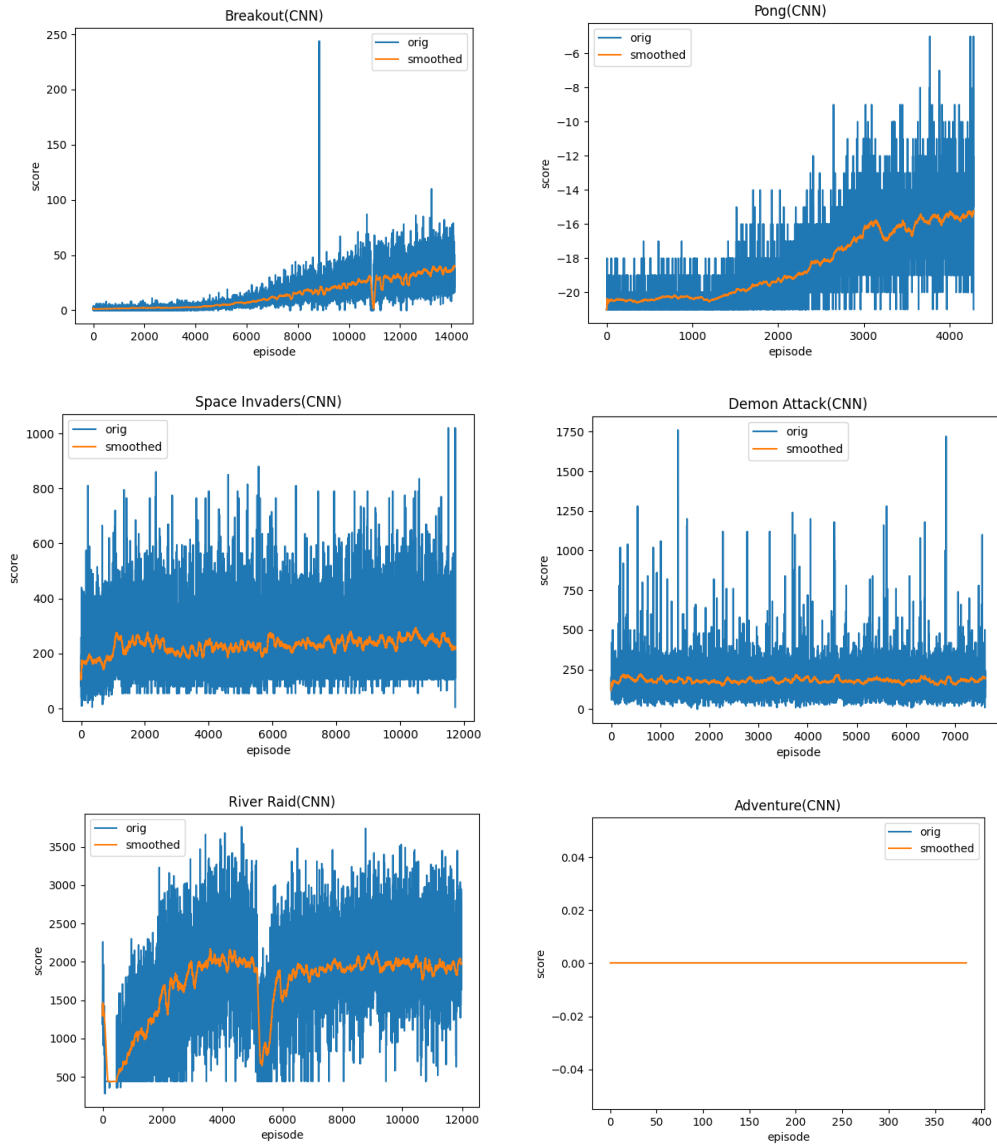 Breakout(CNN)
250
200
150
100
50
0
score
orig
smoothed
0 2000 4000 6000 8000 10000 12000 14000
episode
Pong(CNN)
−6
−8
−10
−12
−14
−16
−18
−20
score
orig
smoothed
0 1000 2000 3000 4000
episode
Space Invaders(CNN)
1000
800
600
400
200
0
score
orig
smoothed
0 2000 4000 6000 8000 10000 12000
episode
Demon Attack(CNN)
1750
1500
1250
1000
750
500
250
0
score
orig
smoothed
0 1000 2000 3000 4000 5000 6000 7000
episode
River Raid(CNN)
3500
3000
2500
2000
1500
1000
500
score
orig
smoothed
0 2000 4000 6000 8000 10000 12000
episode
Adventure(CNN)
0.04
0.02
0.00
−0.02
−0.04
score
orig
smoothed
0 50 100 150 200 250 300 350 400
episode